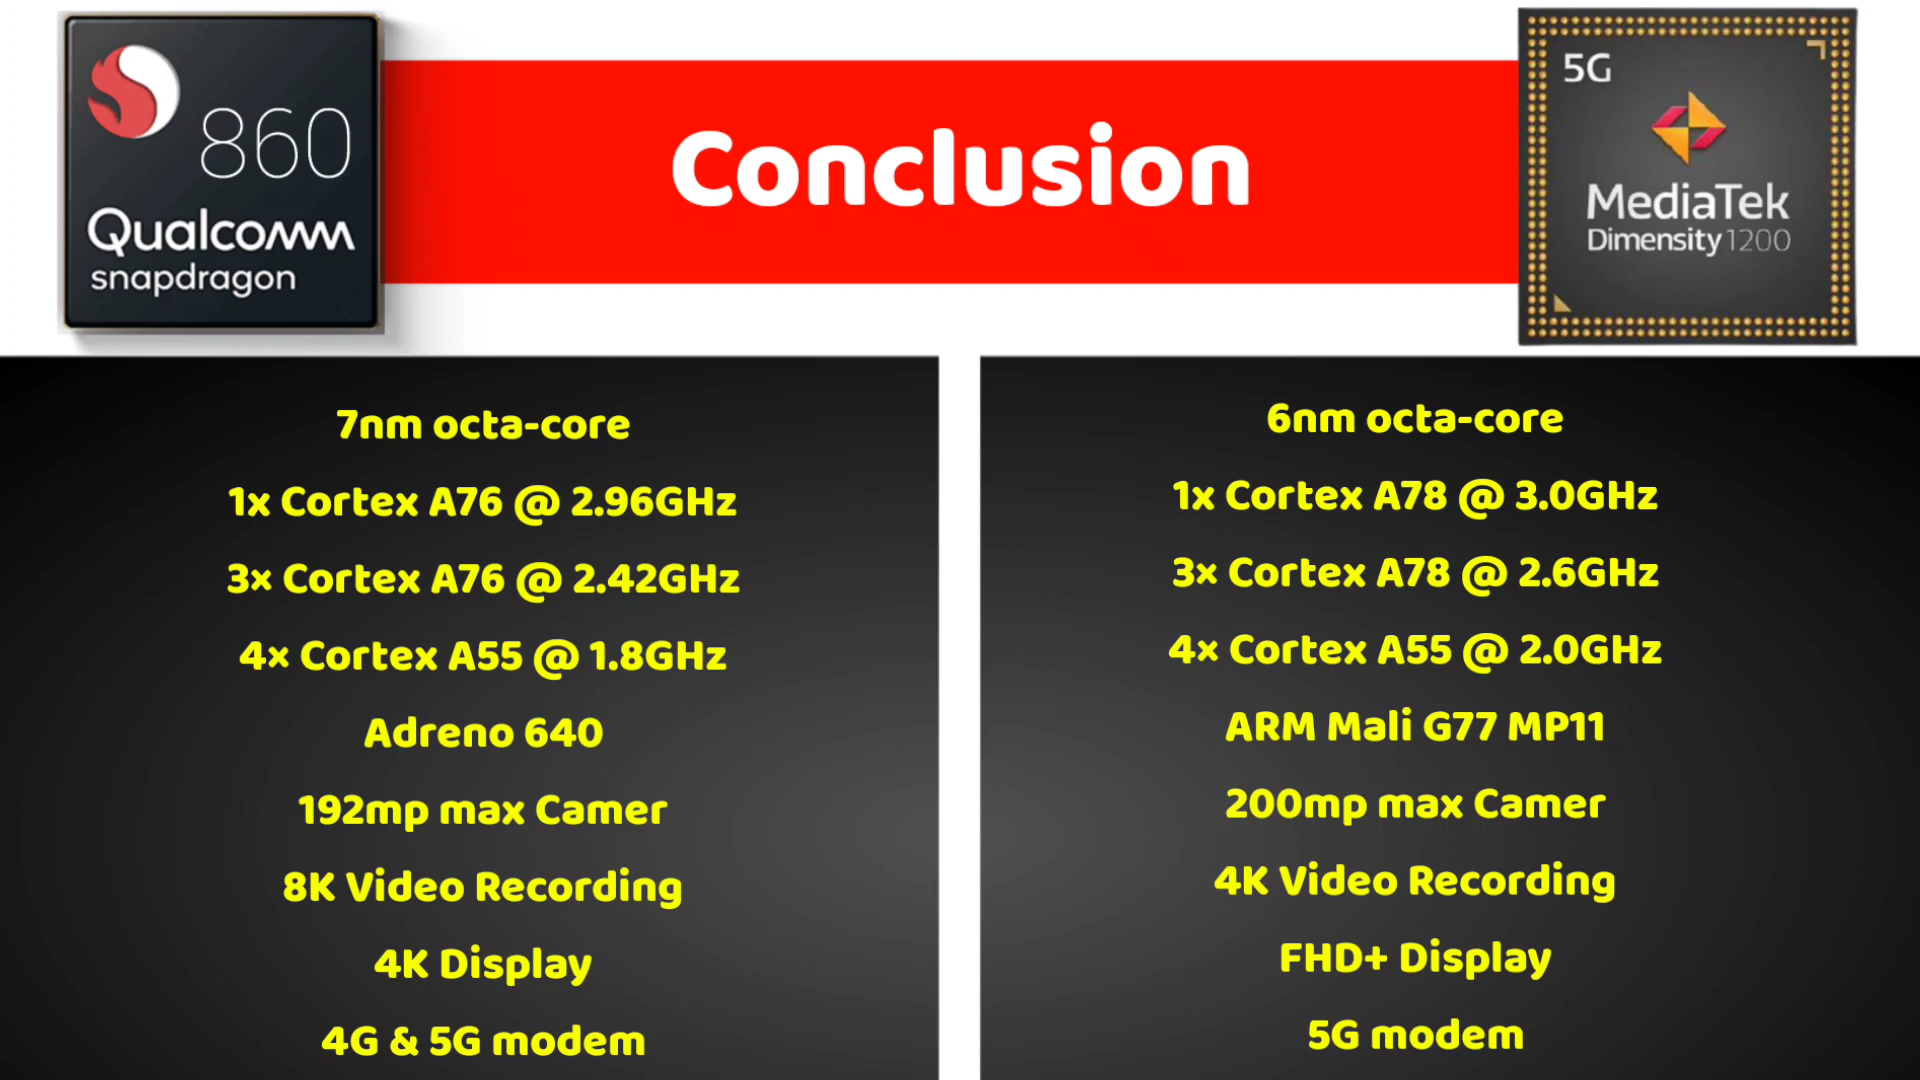 860
Qualcomm
snapdragon
Conclusion
5G
MediaTek
Dimensity 1200
7nm octa-core
1x Cortex A76 @ 2.96GHz
3x Cortex A76 @ 2.42GHz
4x Cortex A55 @ 1.8GHz
Adreno 640
192mp max Camer
8K Video Recording
4K Display
4G & 5G modem
6nm octa-core
1x Cortex A78 @ 3.0GHz
3x Cortex A78 @ 2.6GHz
4x Cortex A55 @ 2.0GHz
ARM Mali G77 MP11
200mp max Camer
4K Video Recording
FHD+ Display
5G modem